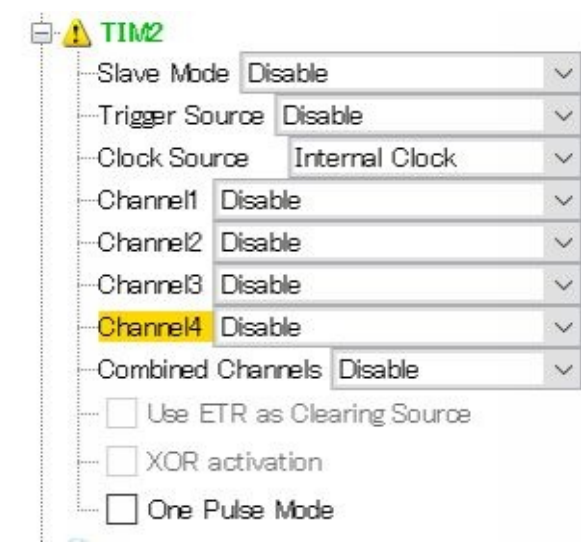 TIM2
Slave Mode Disable
Trigger Source Disable
Clock Source Internal Clock
Channel1 Disable
Channel2 Disable
Channel3 Disable
Channel4 Disable
Combined Channels Disable
Use ETR as Clearing Source
XOR activation
One Pulse Mode